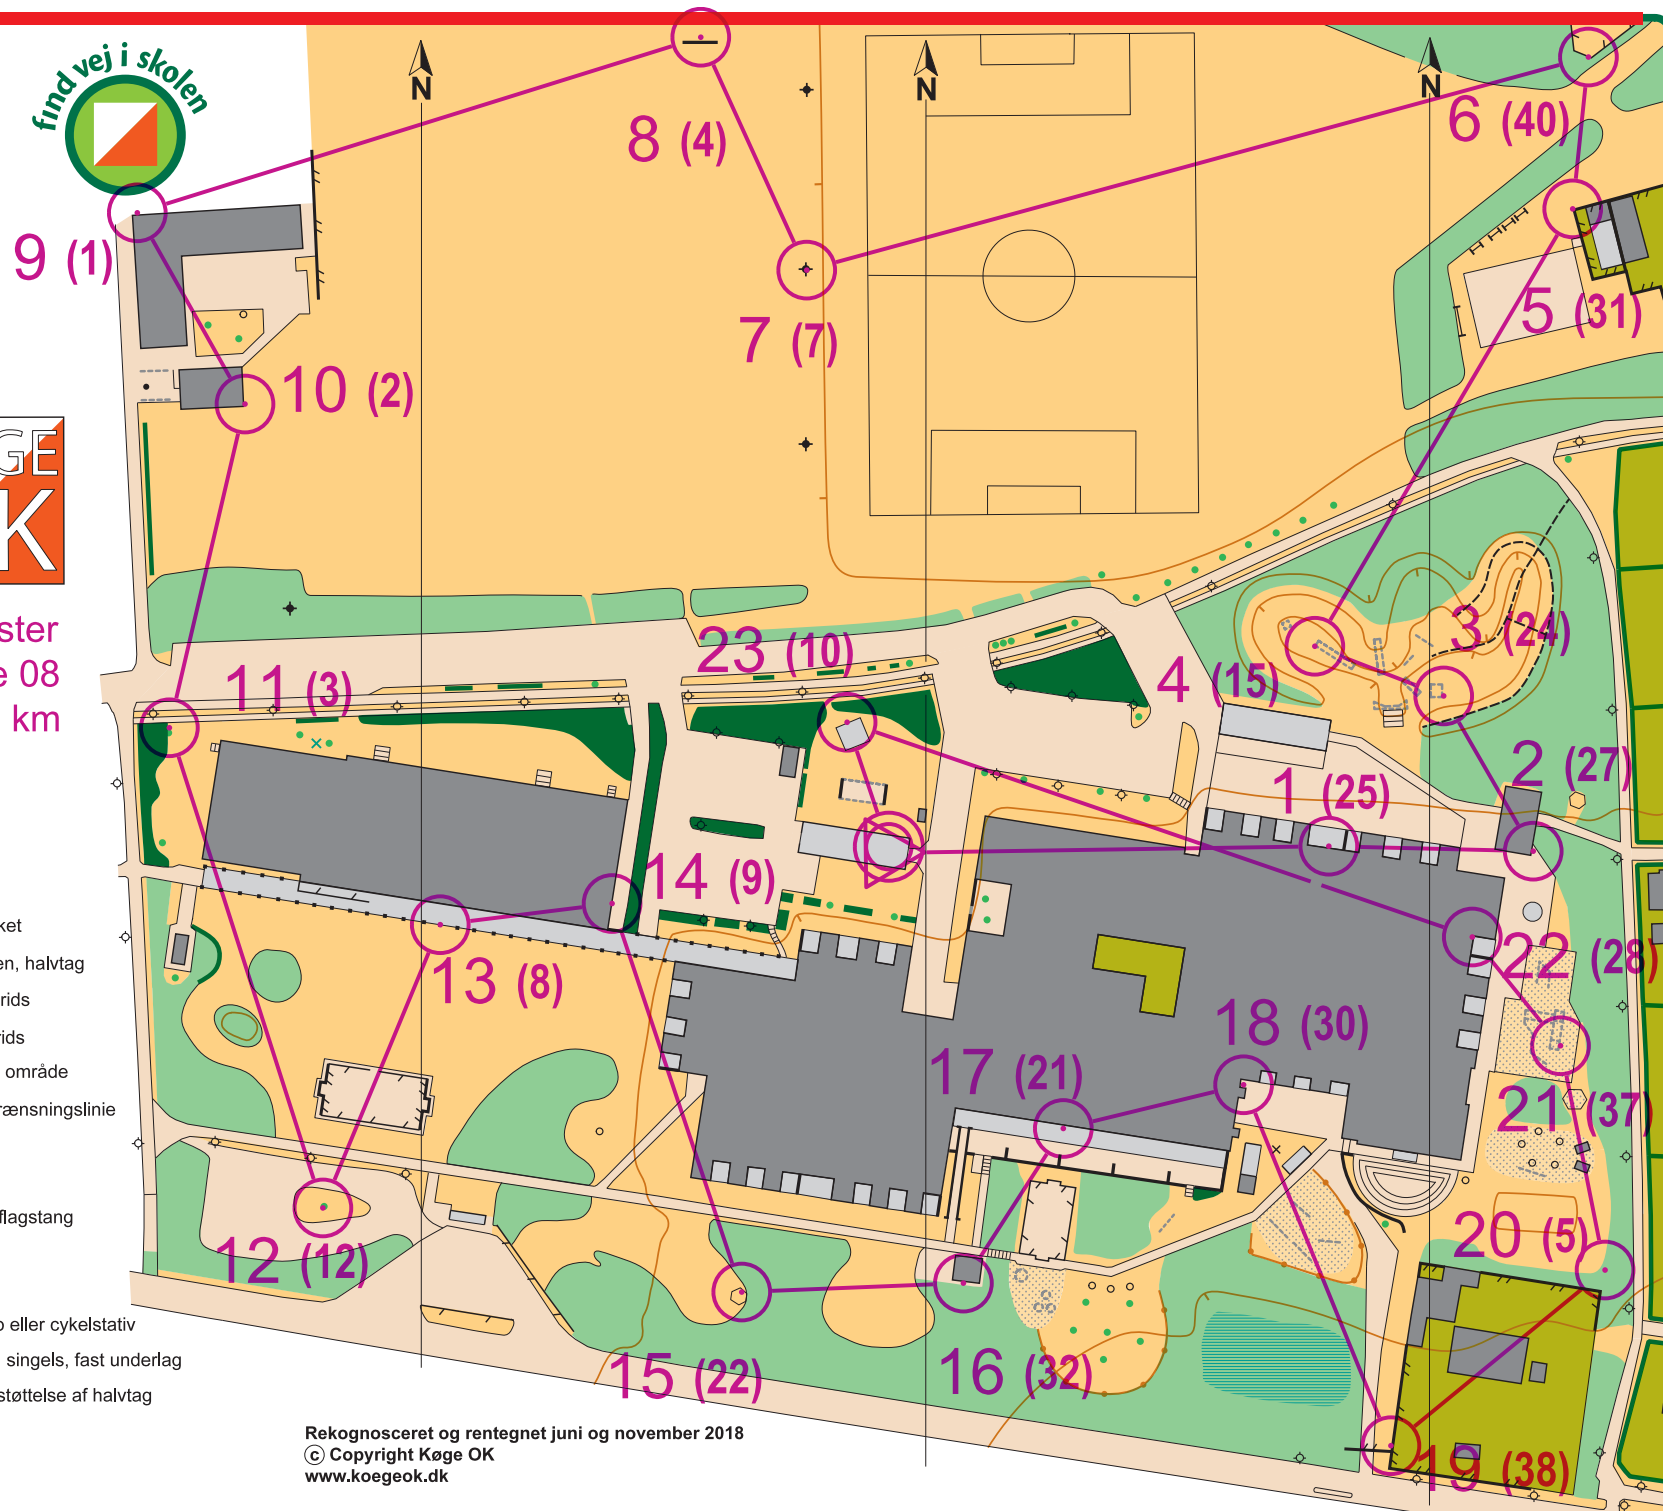 find vej i skolen
N
N
N
8 (4)
6 (40)
9 (1)
5 (31)
7 (7)
10 (2)
GE
K
ster
e 08
km
23 (10)
3 (24)
11 (3)
4 (15)
2 (27)
1 (25)
14 (9)
ket
en, halvtag
22 (28)
13 (8)
rids
rids
18 (30)
område
17 (21)
rænsningslinie
21 (37)
flagstang
20 (5)
12 (12)
o eller cykelstativ
singels, fast underlag
15 (22)
16 (32)
støttelse af halvtag
Rekognosceret og rentegnet juni og november 2018
© Copyright Køge OK
19 (38)
www.koegeok.dk